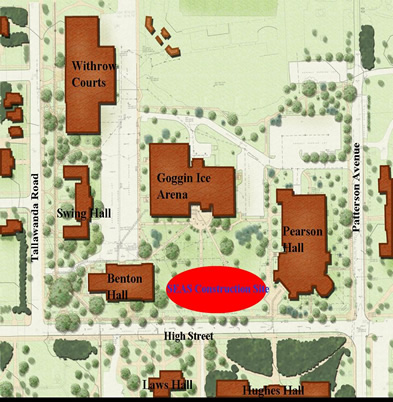 Withrow
Courts
Goggin Ice
Arena
Swing Hall
Tallawanda Road
Patterson Avenue
Pearson
Hall
Benton
Hall
SEAS Construction Site
High Street
Laws Hall
Hughes Hall